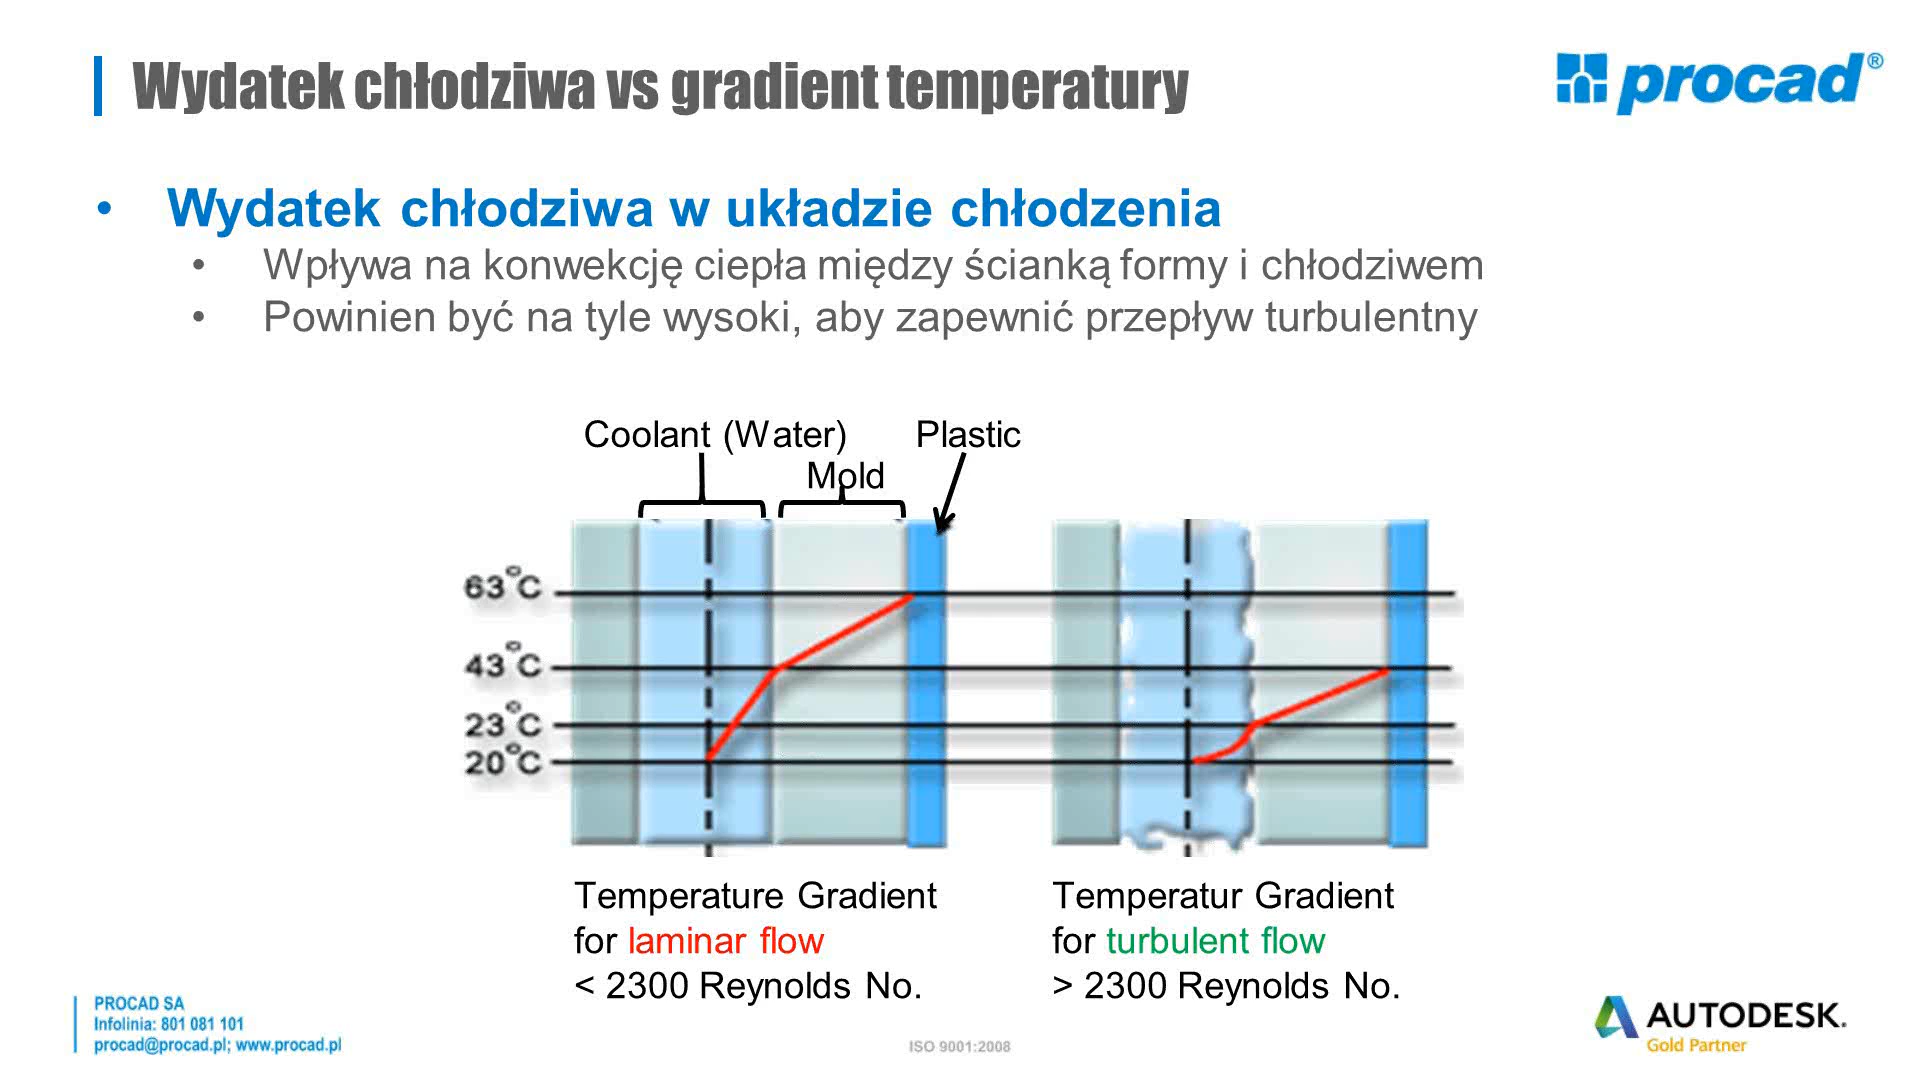 Wydatek chłodziwa vs gradient temperatury
procad®
• Wydatek chłodziwa w układzie chłodzenia
• Wpływa na konwekcję ciepła między ścianką formy i chłodziwem
• Powinien być na tyle wysoki, aby zapewnić przepływ turbulentny
Coolant (Water) Plastic
Mold
63°C
43°C
23°C
20°C
Temperature Gradient
for laminar flow
< 2300 Reynolds No.
Temperatur Gradient
for turbulent flow
> 2300 Reynolds No.
PROCAD SA
Infolinia: 801 081 101
procad@procad.pl; www.procad.pl
ISO 9001:2008
AUTODESK.
Gold Partner